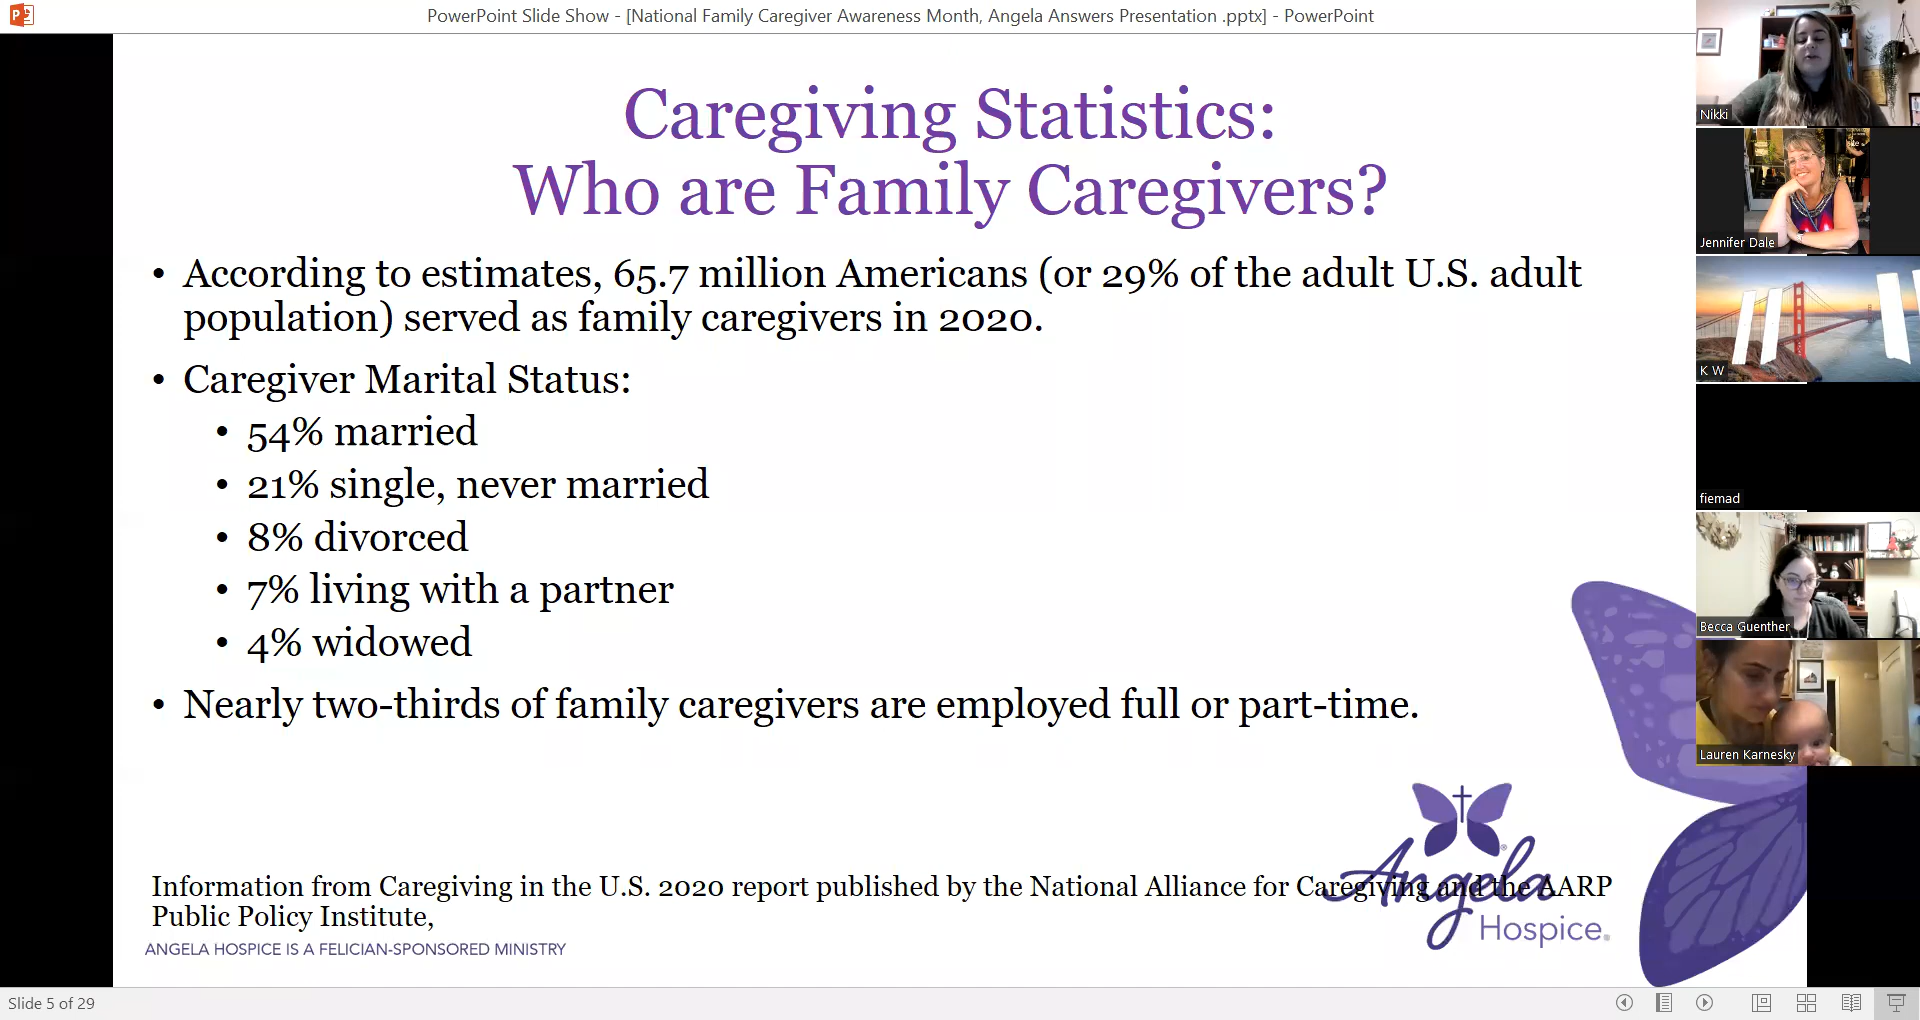 PowerPoint Slide Show - [National Family Caregiver Awareness Month, Angela Answers Presentation .pptx] - PowerPoint
Caregiving Statistics:
Who are Family Caregivers?
• According to estimates, 65.7 million Americans (or 29% of the adult U.S. adult
population) served as family caregivers in 2020.
• Caregiver Marital Status:
• 54% married
• 21% single, never married
• 8% divorced
• 7% living with a partner
• 4% widowed
• Nearly two-thirds of family caregivers are employed full or part-time.
Information from Caregiving in the U.S. 2020 report published by the National Alliance for Caregiving and the AARP
Public Policy Institute,
ANGELA HOSPICE IS A FELICIAN-SPONSORED MINISTRY
Angela
Hospice®
Nikki
Jennifer Dale
K W
fiemad
Becca Guenther
Lauren Karnesky
Slide 5 of 29